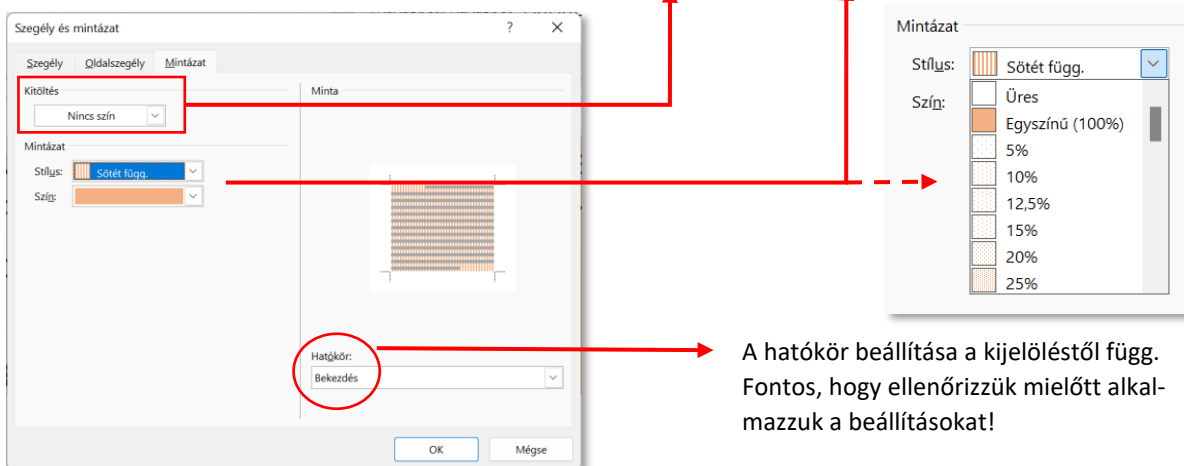 Szegély és mintázat
? ✕
Szegély Oldalszegély Mintázat
Kitöltés
Nincs szín
Mintázat
Stílus: Sötét függ.
Szín:
Minta
Hatókör:
Bekezdés
OK Mégse
Mintázat
Stílus: Sötét függ.
Szín:
Üres
Egyszínű (100%)
5%
10%
12,5%
15%
20%
25%
A hatókör beállítása a kijelöléstől függ.
Fontos, hogy ellenőrizzük mielőtt alkal-
mazzuk a beállításokat!